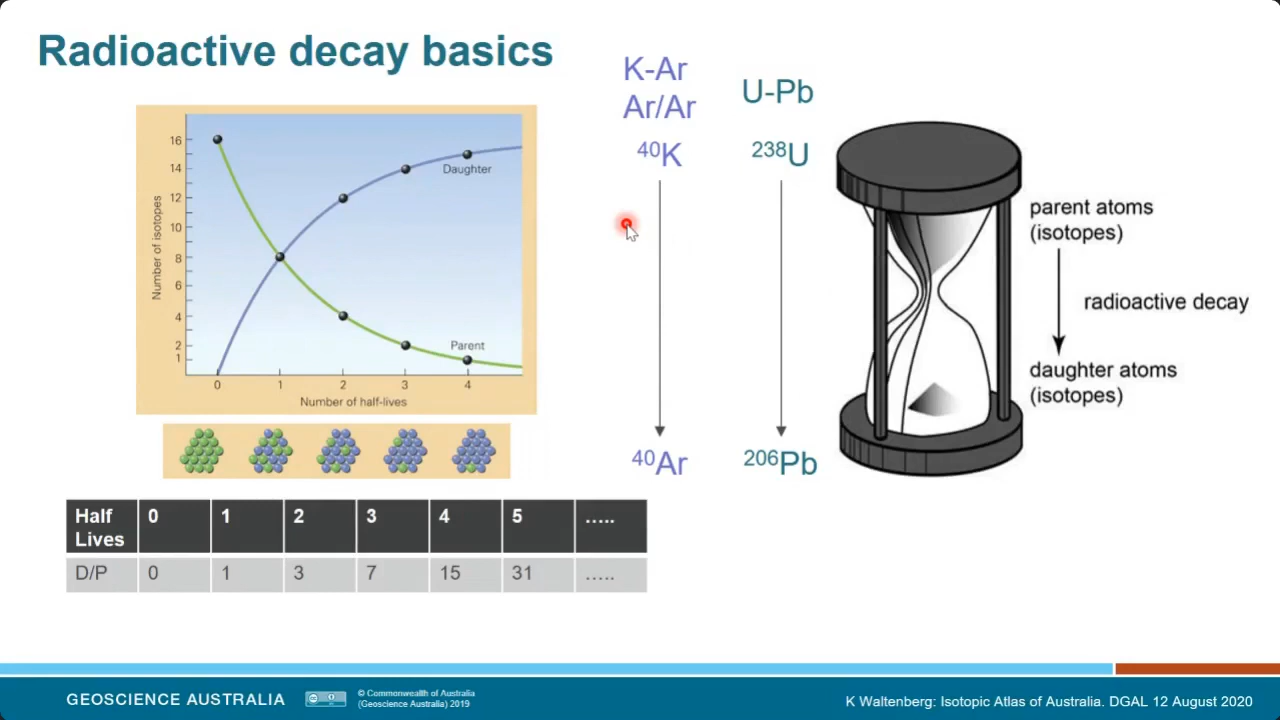 Radioactive decay basics
16
14
12
10
8
6
4
2
1
Number of isotopes
Daughter
Parent
0 1 2 3 4
Number of half-lives
K-Ar
Ar/Ar
40K
40Ar
U-Pb
238U
206Pb
parent atoms
(isotopes)
radioactive decay
daughter atoms
(isotopes)
Half Lives 0 1 2 3 4 5 .....
D/P 0 1 3 7 15 31 .....
GEOSCIENCE AUSTRALIA
© Commonwealth of Australia
(Geoscience Australia) 2019
K Waltenberg: Isotopic Atlas of Australia. DGAL 12 August 2020